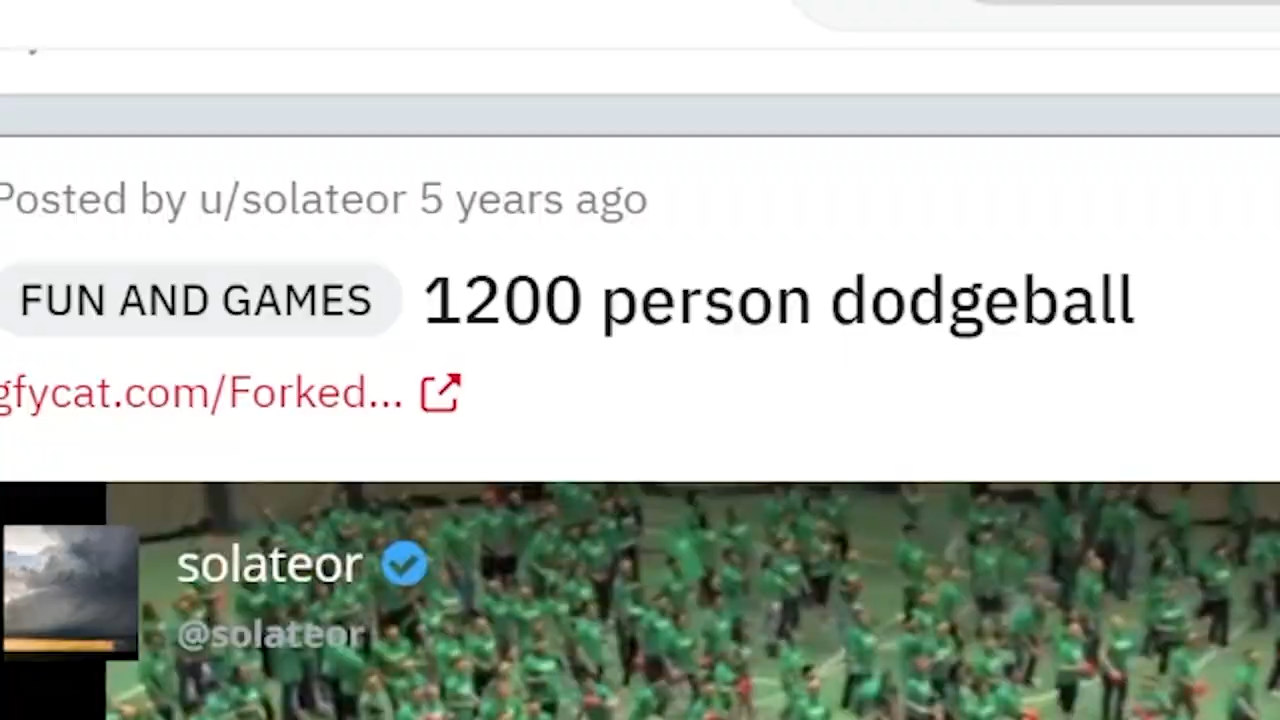 Posted by u/solateor 5 years ago
FUN AND GAMES 1200 person dodgeball
gfycat.com/Forked...
solateor
@solateor